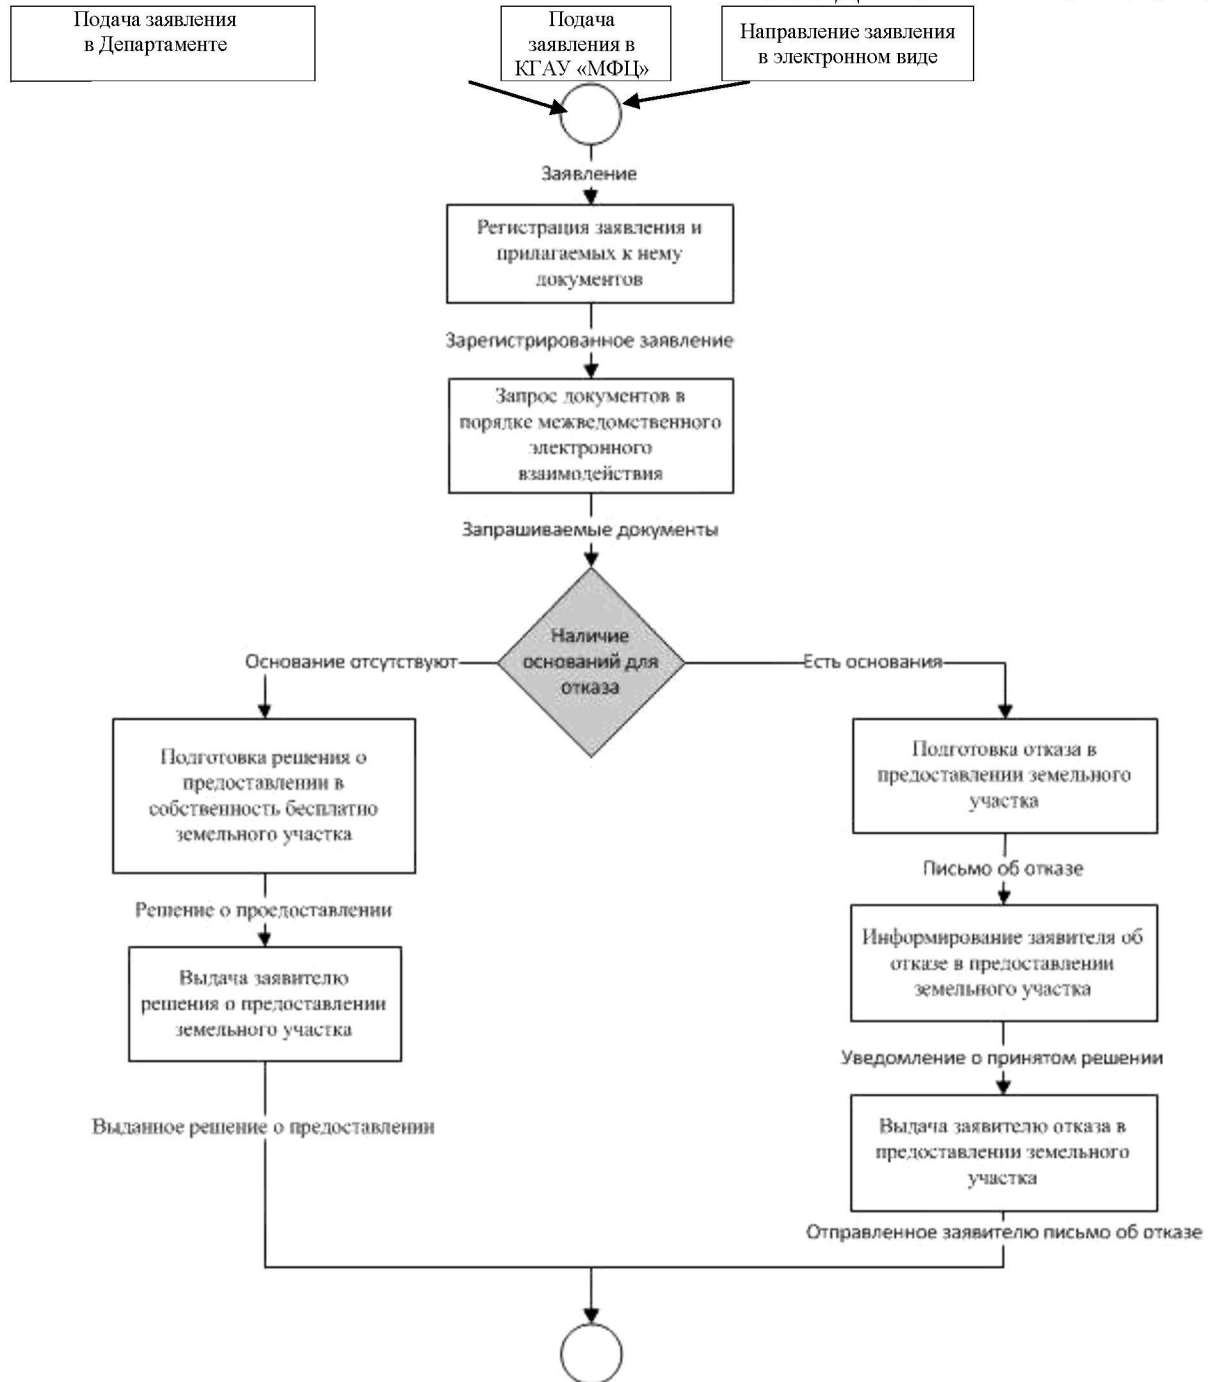 Подача заявления
в Департаменте
Подача
заявления в
КГАУ «МФЦ»
Направление заявления
в электронном виде
Заявление
Регистрация заявления и
прилагаемых к нему
документов
Зарегистрированное заявление
Запрос документов в
порядке межведомственного
электронного
взаимодействия
Запрашиваемые документы
Наличие
оснований для
отказа
Основание отсутствуют
Есть основания
Подготовка решения о
предоставлении в
собственность бесплатно
земельного участка
Решение о проедоставлении
Выдача заявителю
решения о предоставлении
земельного участка
Выданное решение о предоставлении
Подготовка отказа в
предоставлении земельного
участка
Письмо об отказе
Информирование заявителя об
отказе в предоставлении
земельного участка
Уведомление о принятом решении
Выдача заявителю отказа в
предоставлении земельного
участка
Отправленное заявителю письмо об отказе